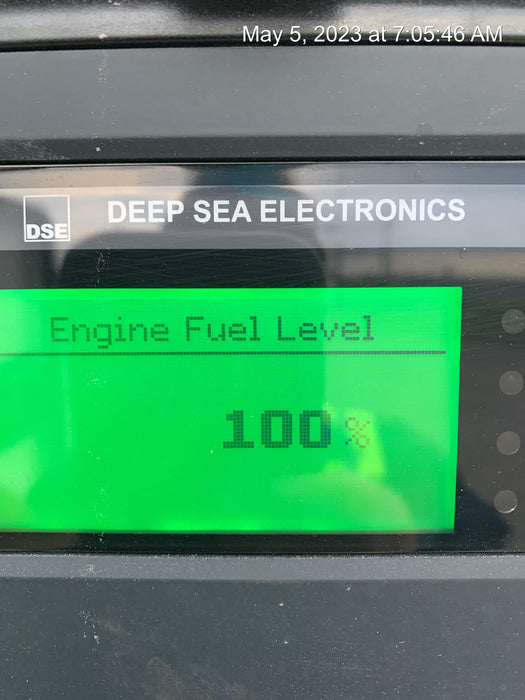 May 5, 2023 at 7:05:46 AM
DSE
DEEP SEA ELECTRONICS
Engine Fuel Level
100%